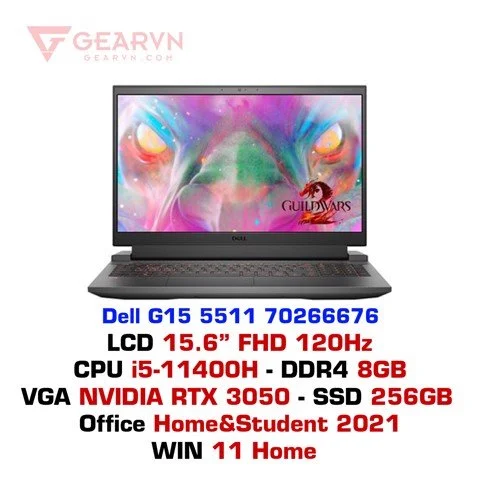 GEARVN
GEARVN.COM
GUILDWARS
2
DELL
Dell G15 5511 70266676
LCD 15.6” FHD 120Hz
CPU i5-11400H - DDR4 8GB
VGA NVIDIA RTX 3050 - SSD 256GB
Office Home&Student 2021
WIN 11 Home